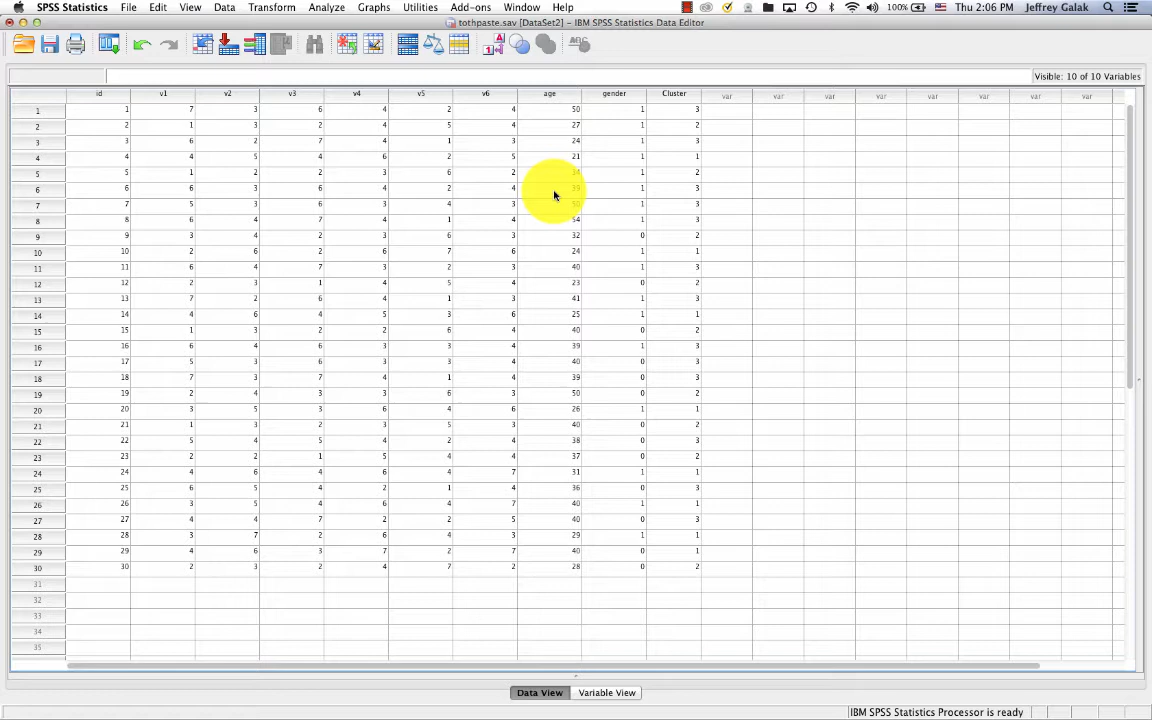 SPSS Statistics File Edit View Data Transform Analyze Graphs Utilities Add-ons Window Help 100% Thu 2:06 PM Jeffrey Galak
tothpaste.sav [DataSet2] – IBM SPSS Statistics Data Editor
Visible: 10 of 10 Variables
id v1 v2 v3 v4 v5 v6 age gender Cluster var var var var var var var var
1 1 7 3 6 4 2 4 50 1 3
2 2 1 3 2 4 5 4 27 1 2
3 3 6 2 7 4 1 3 24 1 3
4 4 4 5 4 6 2 5 21 1 1
5 5 1 2 2 3 6 2 34 1 2
6 6 6 3 6 4 2 4 39 1 3
7 7 5 3 6 3 4 3 50 1 3
8 8 6 4 7 4 1 4 54 1 3
9 9 3 4 2 3 6 3 32 0 2
10 10 2 6 2 6 7 6 24 1 1
11 11 6 4 7 3 2 3 40 1 3
12 12 2 3 1 4 5 4 23 0 2
13 13 7 2 6 4 1 3 41 1 3
14 14 4 6 4 5 3 6 25 1 1
15 15 1 3 2 2 6 4 40 0 2
16 16 6 4 6 3 3 4 39 1 3
17 17 5 3 6 3 3 4 40 0 3
18 18 7 3 7 4 1 4 39 0 3
19 19 2 4 3 3 6 3 50 0 2
20 20 3 5 3 6 4 6 26 1 1
21 21 1 3 2 3 5 3 40 0 2
22 22 5 4 5 4 2 4 38 0 3
23 23 2 2 1 5 4 4 37 0 2
24 24 4 6 4 6 4 7 31 1 1
25 25 6 5 4 2 1 4 36 0 3
26 26 3 5 4 6 4 7 40 1 1
27 27 4 4 7 2 2 5 40 0 3
28 28 3 7 2 6 4 3 29 1 1
29 29 4 6 3 7 2 7 40 0 1
30 30 2 3 2 4 7 2 28 0 2
31
32
33
34
35
Data View Variable View
IBM SPSS Statistics Processor is ready